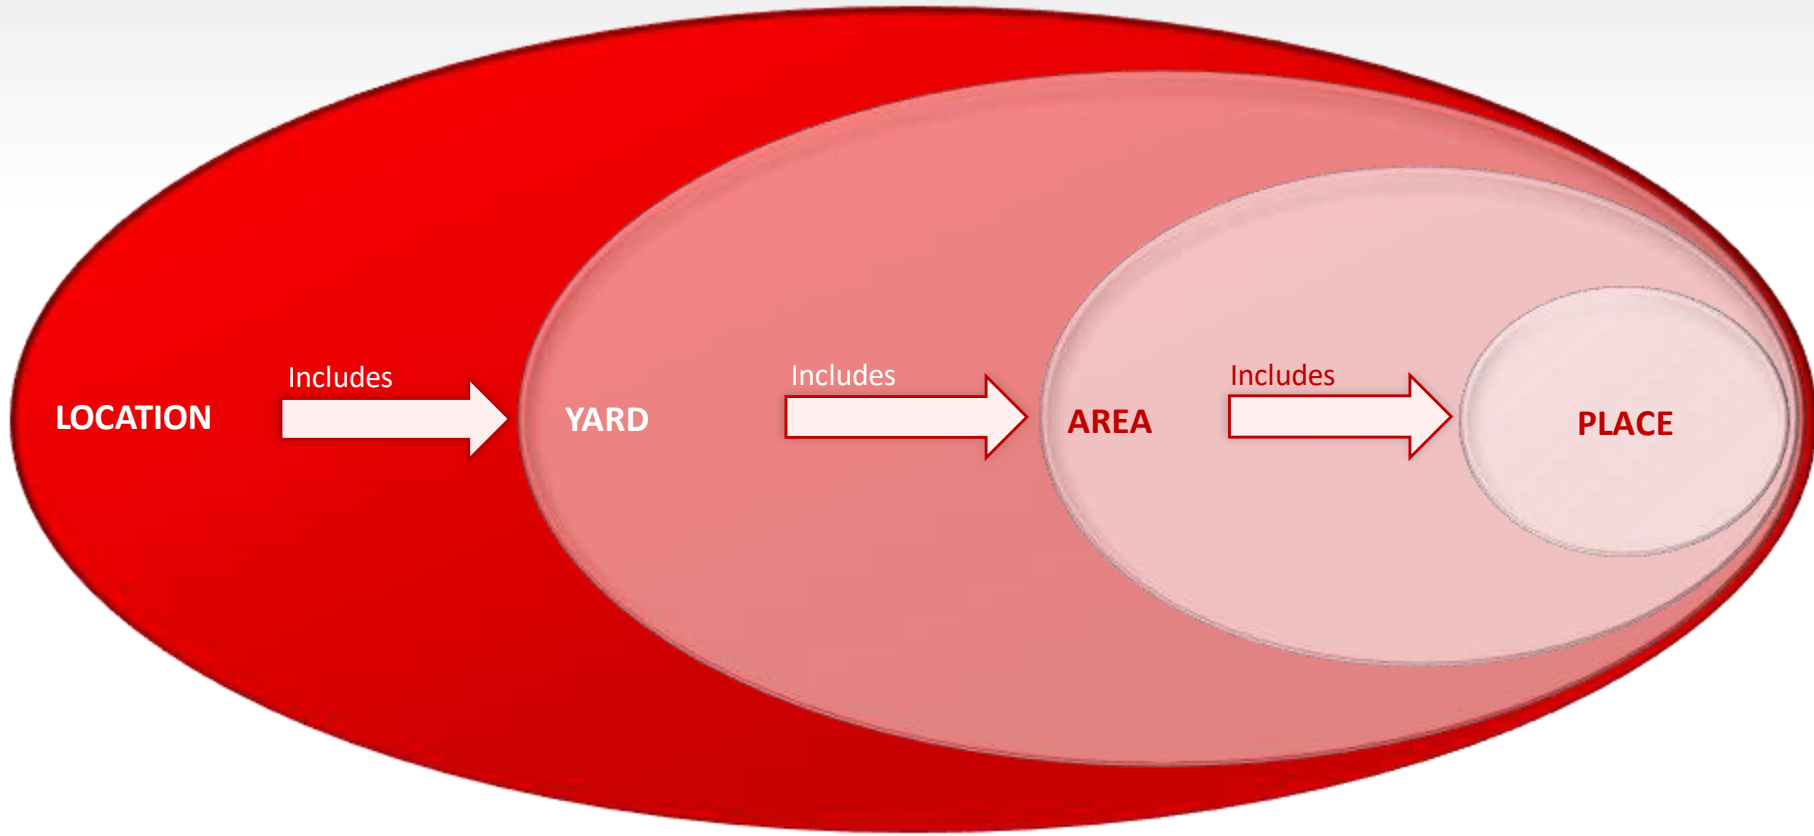 LOCATION
Includes
YARD
Includes
AREA
Includes
PLACE